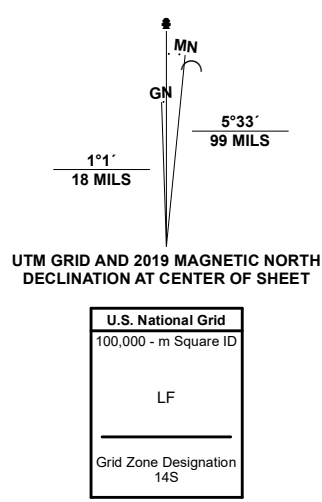 MN
GN
5°33´
99 MILS
1°1´
18 MILS
UTM GRID AND 2019 MAGNETIC NORTH
DECLINATION AT CENTER OF SHEET
U.S. National Grid
100,000 - m Square ID
LF
Grid Zone Designation
14S